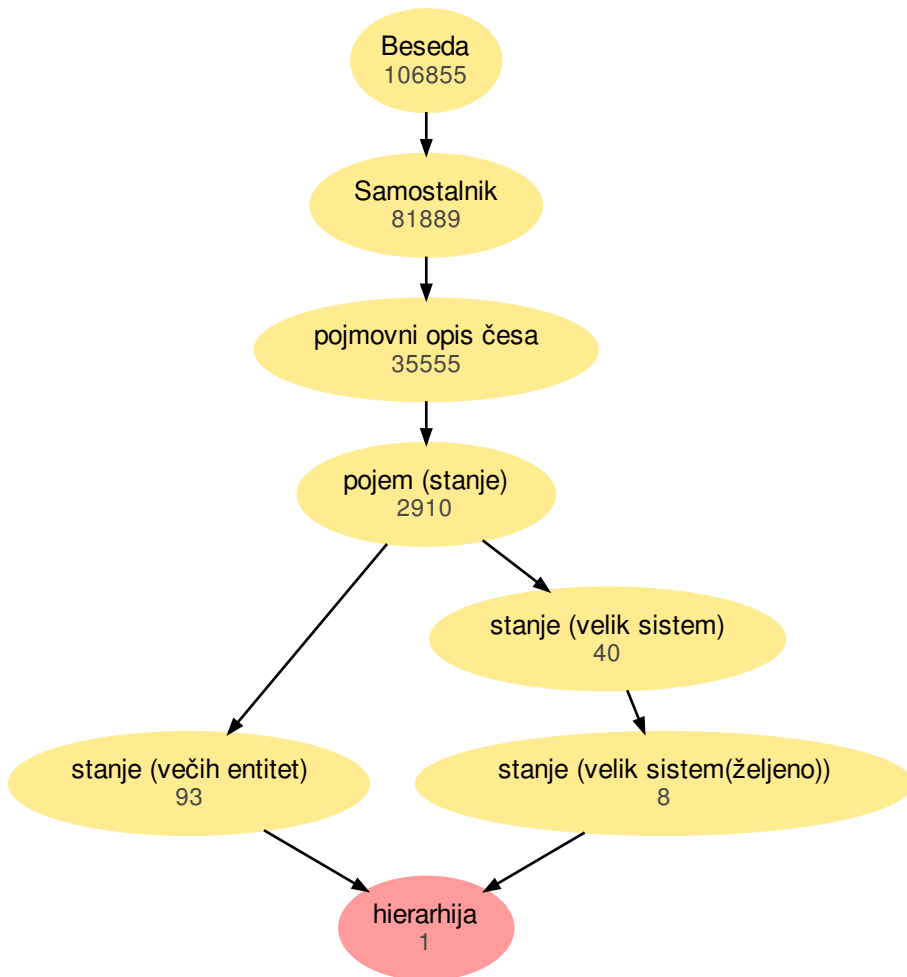 Beseda
106855
Samostalnik
81889
pojmovni opis česa
35555
pojem (stanje)
2910
stanje (velik sistem)
40
stanje (večih entitet)
93
stanje (velik sistem(željeno))
8
hierarhija
1